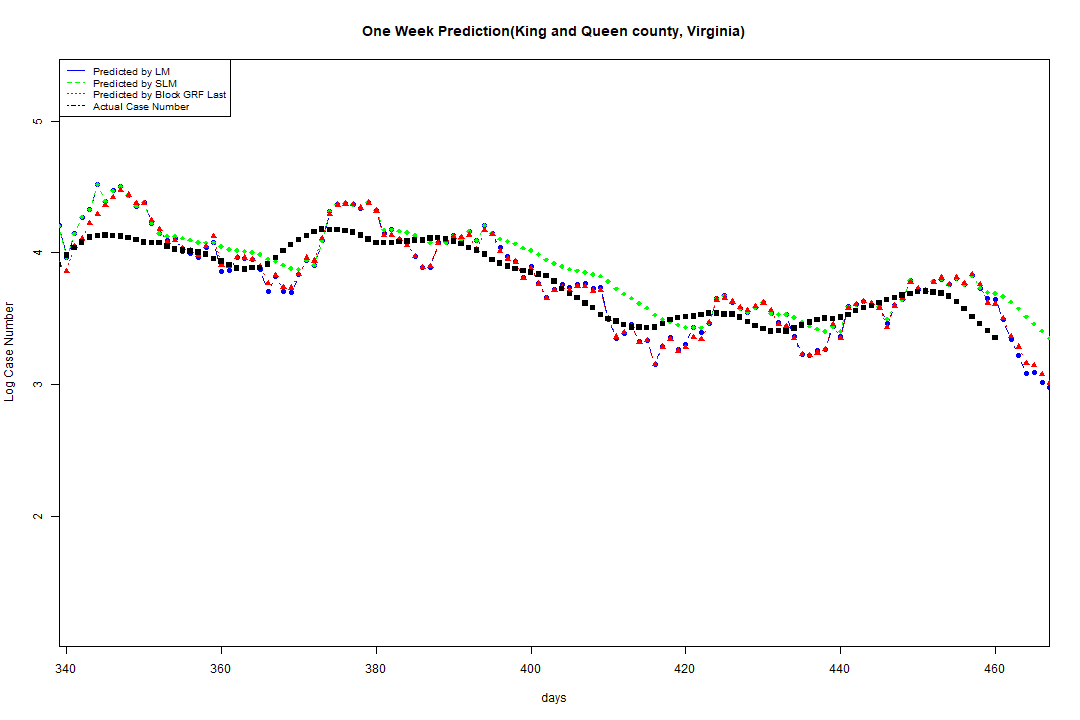 One Week Prediction(King and Queen county, Virginia)
Predicted by LM
Predicted by SLM
Predicted by Block GRF Last
Actual Case Number
5
4
3
2
Log Case Number
340 360 380 400 420 440 460
days